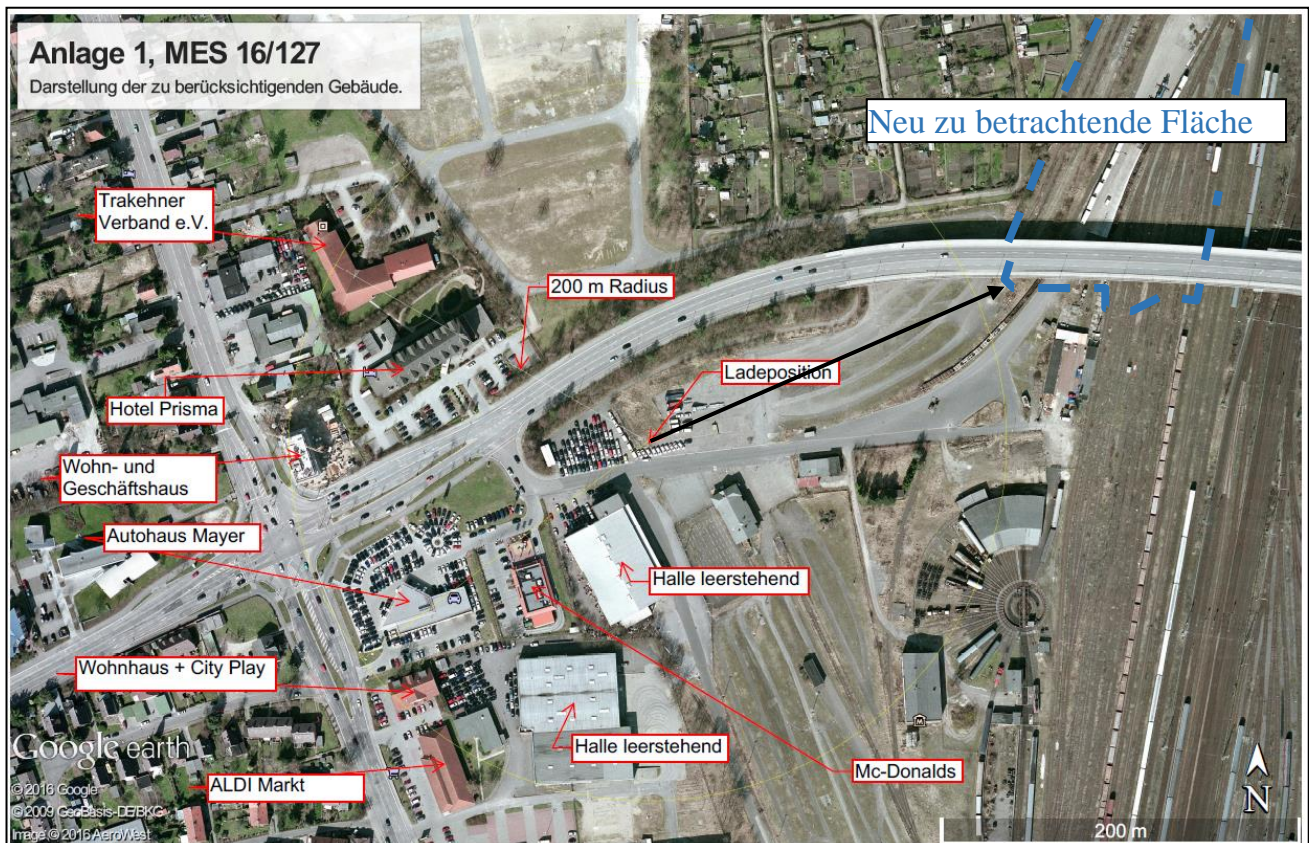 Anlage 1, MES 16/127
Darstellung der zu berücksichtigenden Gebäude.
Neu zu betrachtende Fläche
Trakehner
Verband e.V.
200 m Radius
Ladeposition
Hotel Prisma
Wohn- und
Geschäftshaus
Autohaus Mayer
Halle leerstehend
Wohnhaus + City Play
Halle leerstehend
Mc-Donalds
ALDI Markt
Google earth
© 2016 Google
© 2009 GeoBasis-DE/BKG
Image © 2016 AeroWest
N
200 m